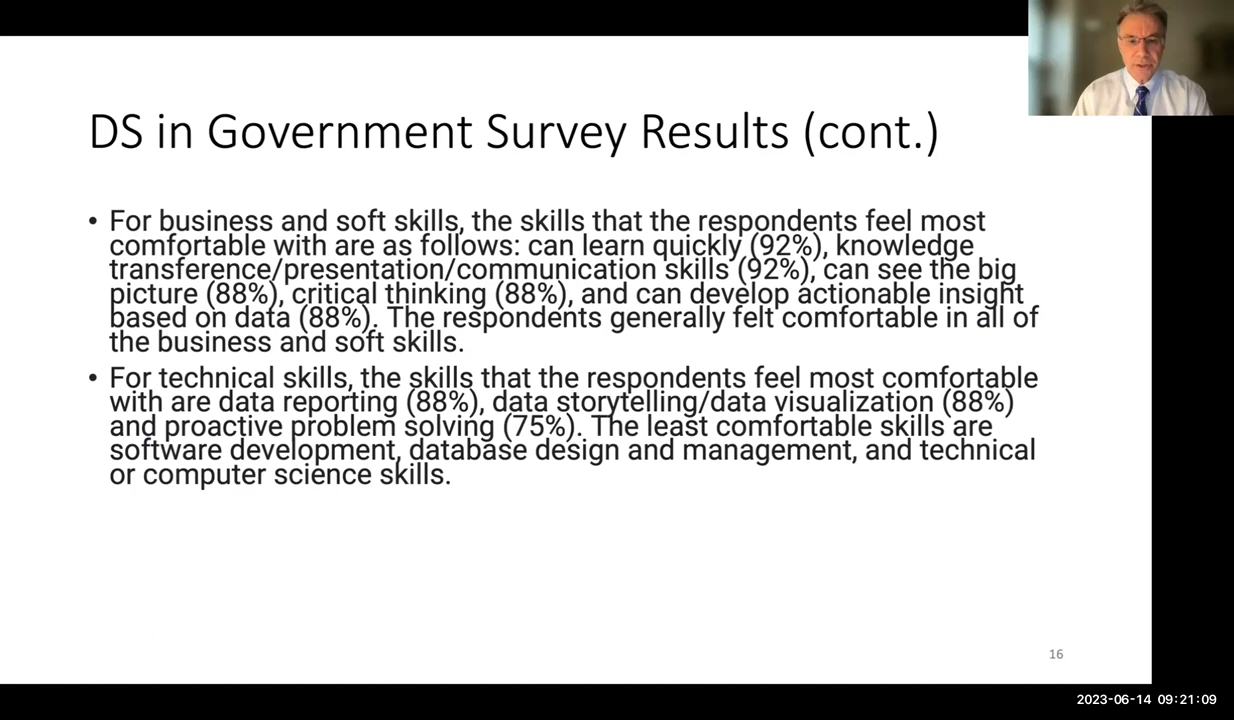 DS in Government Survey Results (cont.)
• For business and soft skills, the skills that the respondents feel most
comfortable with are as follows: can learn quickly (92%), knowledge
transference/presentation/communication skills (92%), can see the big
picture (88%), critical thinking (88%), and can develop actionable insight
based on data (88%). The respondents generally felt comfortable in all of
the business and soft skills.
• For technical skills, the skills that the respondents feel most comfortable
with are data reporting (88%), data storytelling/data visualization (88%)
and proactive problem solving (75%). The least comfortable skills are
software development, database design and management, and technical
or computer science skills.
16
2023-06-14 09:21:09